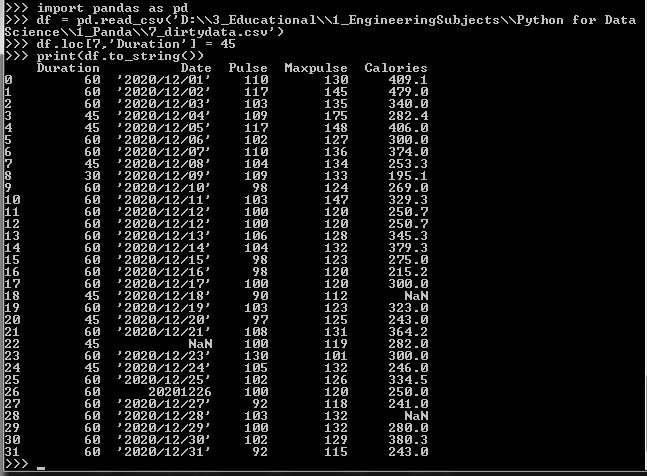 >>> import pandas as pd
>>> df = pd.read_csv('D:\\3_Educational\\1_EngineeringSubjects\\Python for Data
Science\\1_Panda\\7_dirtydata.csv')
>>> df.loc[7,'Duration'] = 45
>>> print(df.to_string())
    Duration          Date  Pulse  Maxpulse  Calories
0         60  '2020/12/01'    110       130     409.1
1         60  '2020/12/02'    117       145     479.0
2         60  '2020/12/03'    103       135     340.0
3         45  '2020/12/04'    109       175     282.4
4         45  '2020/12/05'    117       148     406.0
5         60  '2020/12/06'    102       127     300.0
6         60  '2020/12/07'    110       136     374.0
7         45  '2020/12/08'    104       134     253.3
8         30  '2020/12/09'    109       133     195.1
9         60  '2020/12/10'     98       124     269.0
10        60  '2020/12/11'    103       147     329.3
11        60  '2020/12/12'    100       120     250.7
12        60  '2020/12/12'    100       120     250.7
13        60  '2020/12/13'    106       128     345.3
14        60  '2020/12/14'    104       132     379.3
15        60  '2020/12/15'     98       123     275.0
16        60  '2020/12/16'     98       120     215.2
17        60  '2020/12/17'    100       120     300.0
18        45  '2020/12/18'     90       112       NaN
19        60  '2020/12/19'    103       123     323.0
20        45  '2020/12/20'     97       125     243.0
21        60  '2020/12/21'    108       131     364.2
22        45           NaN    100       119     282.0
23        60  '2020/12/23'    130       101     300.0
24        45  '2020/12/24'    105       132     246.0
25        60  '2020/12/25'    102       126     334.5
26        60      20201226    100       120     250.0
27        60  '2020/12/27'     92       118     241.0
28        60  '2020/12/28'    103       132       NaN
29        60  '2020/12/29'    100       132     280.0
30        60  '2020/12/30'    102       129     380.3
31        60  '2020/12/31'     92       115     243.0
>>> _